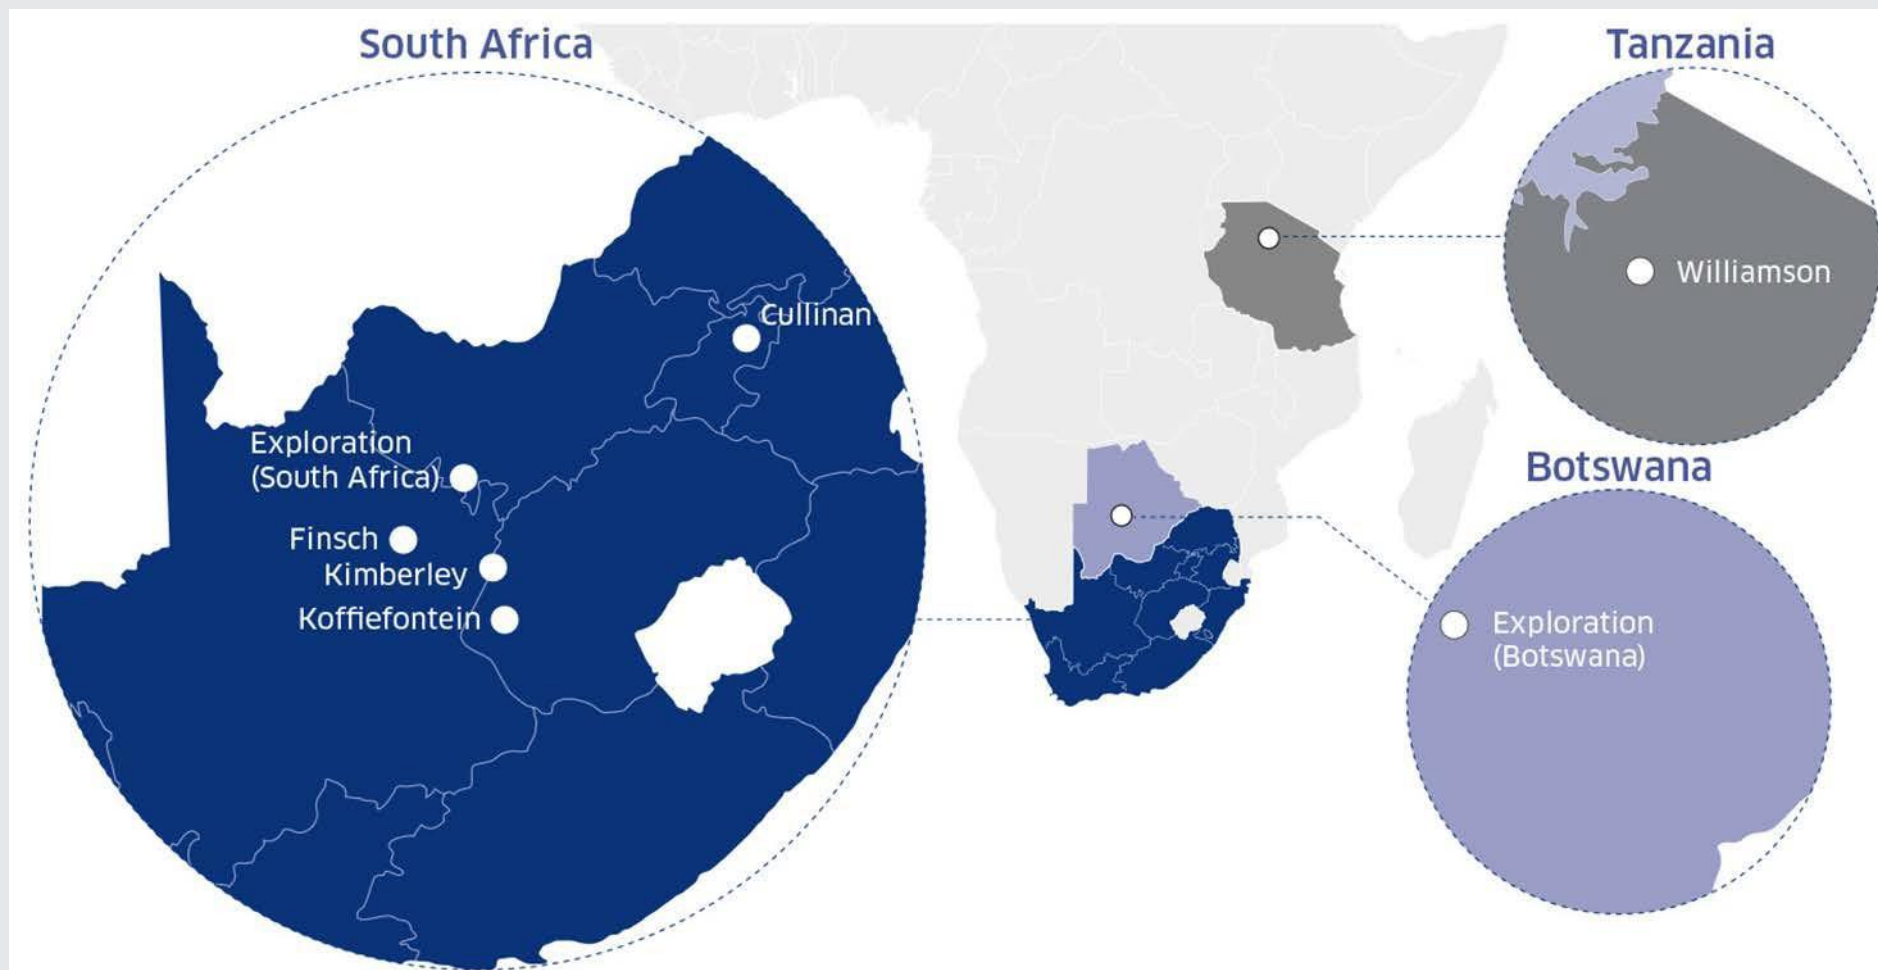 South Africa
Cullinan
Exploration
(South Africa)
Finsch
Kimberley
Koffiefontein
Tanzania
Williamson
Botswana
Exploration
(Botswana)